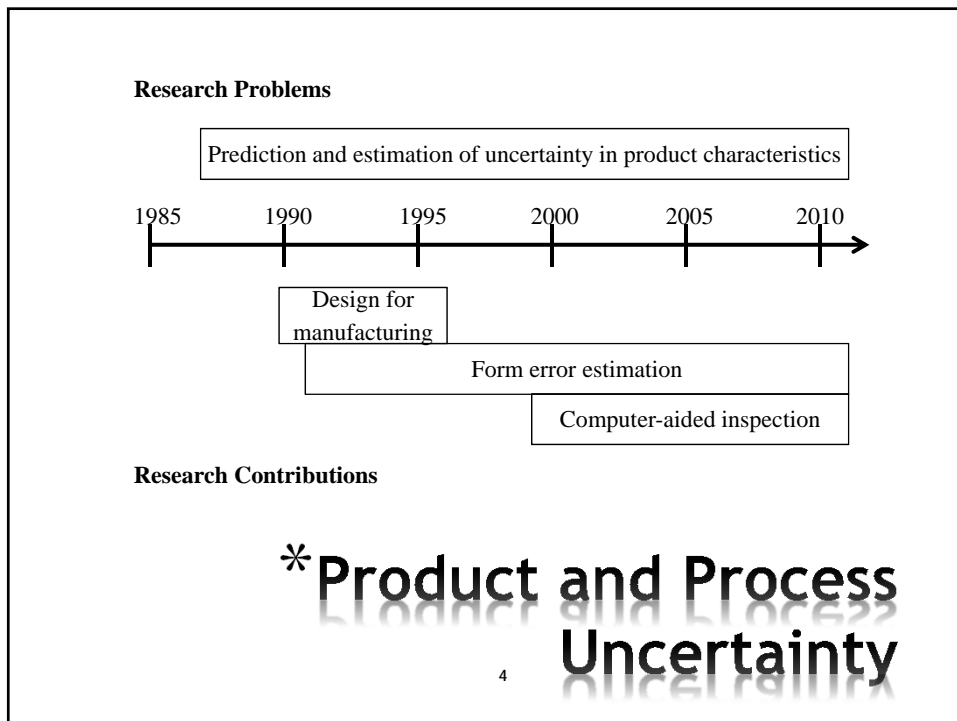 Research Problems
Prediction and estimation of uncertainty in product characteristics
1985 1990 1995 2000 2005 2010
Design for
manufacturing
Form error estimation
Computer-aided inspection
Research Contributions
*Product and Process
Uncertainty
4